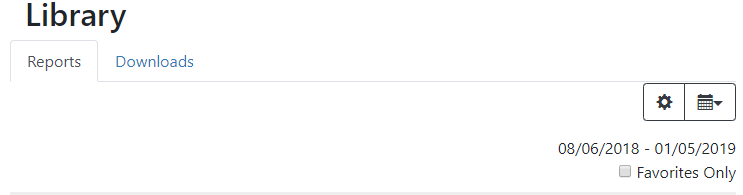 Library
Reports Downloads
08/06/2018 - 01/05/2019
Favorites Only